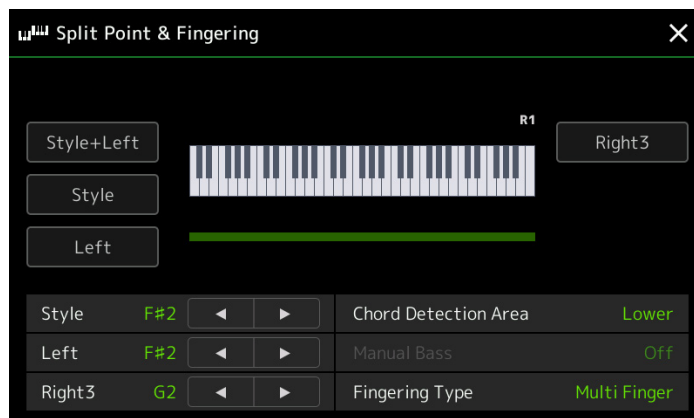 Split Point & Fingering
R1
Style+Left
Right3
Style
Left
Style F♯2 Chord Detection Area Lower
Left F♯2 Manual Bass Off
Right3 G2 Fingering Type Multi Finger